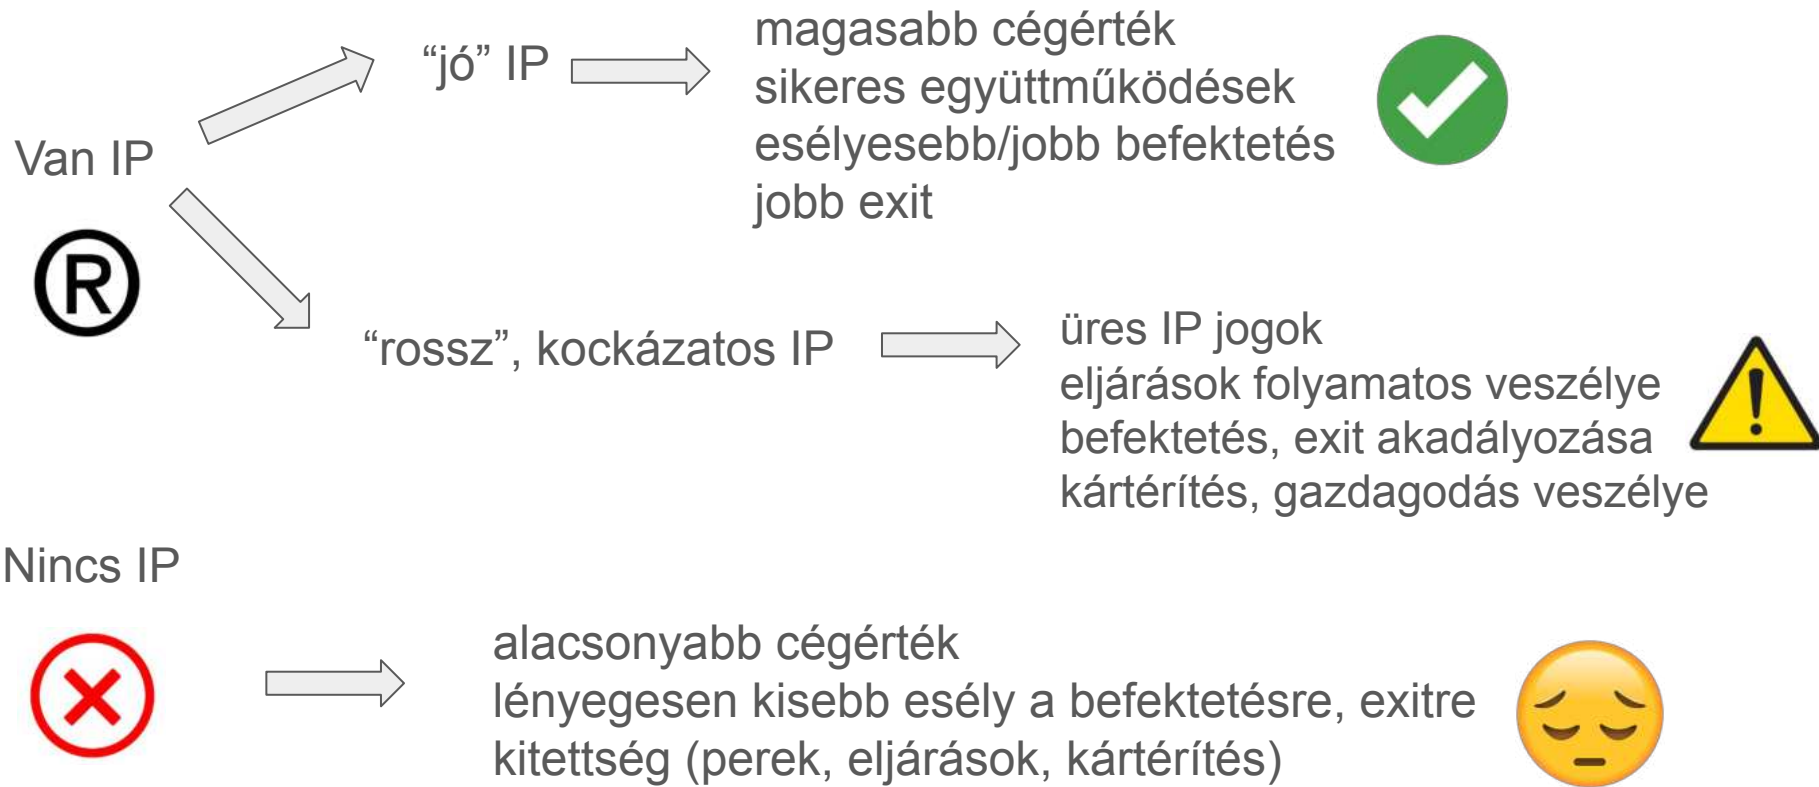 Van IP
®
“jó” IP
magasabb cégérték
sikeres együttműködések
esélyesebb/jobb befektetés
jobb exit
“rossz”, kockázatos IP
üres IP jogok
eljárások folyamatos veszélye
befektetés, exit akadályozása
kártérítés, gazdagodás veszélye
Nincs IP
alacsonyabb cégérték
lényegesen kisebb esély a befektetésre, exitre
kitettség (perek, eljárások, kártérítés)